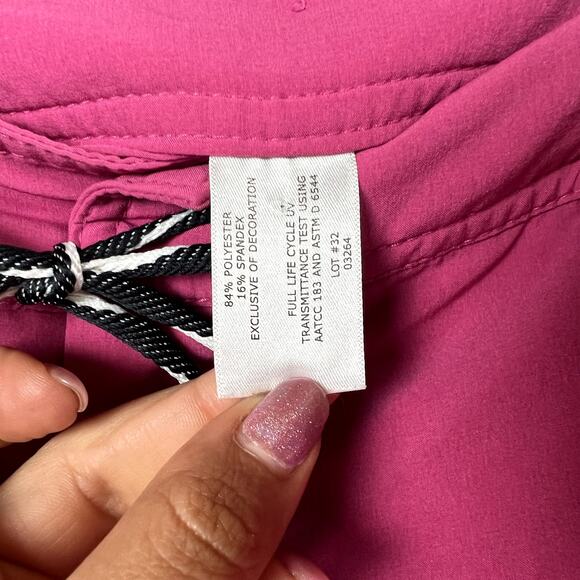 84% POLYESTER
16% SPANDEX
EXCLUSIVE OF DECORATION
FULL LIFE CYCLE UV
TRANSMITTANCE TEST USING
AATCC 183 AND ASTM D 6544
LOT #32
03264